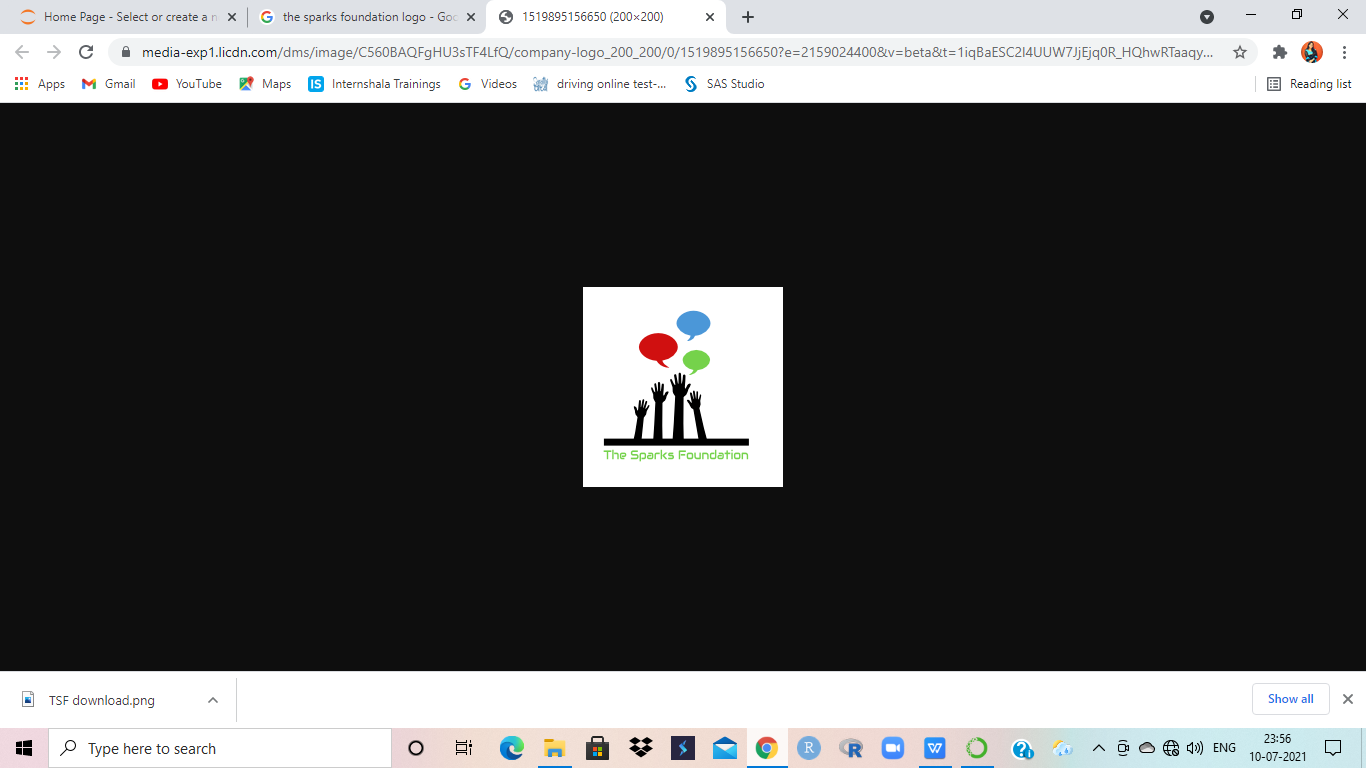 Home Page - Select or create a n
the sparks foundation logo - Goo
1519895156650 (200×200)
media-exp1.licdn.com/dms/image/C560BAQFgHU3sTF4LfQ/company-logo_200_200/0/1519895156650?e=2159024400&v=beta&t=1iqBaESC2I4UUW7JjEjq0R_HQhwRTaaqy...
Apps
Gmail
YouTube
Maps
IS
Internshala Trainings
Videos
driving online test-...
SAS Studio
Reading list
The Sparks Foundation
TSF download.png
Show all
Type here to search
ENG
23:56
10-07-2021